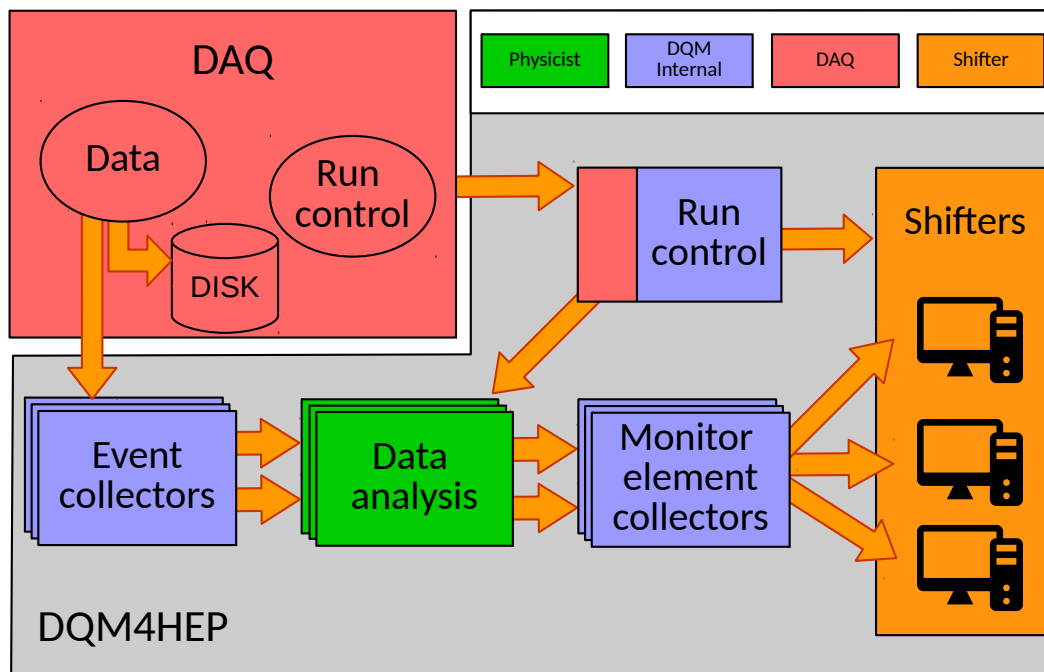 DAQ
Physicist
DQM
Internal
DAQ
Shifter
Data
Run
control
DISK
Run
control
Shifters
Event
collectors
Data
analysis
Monitor
element
collectors
DQM4HEP